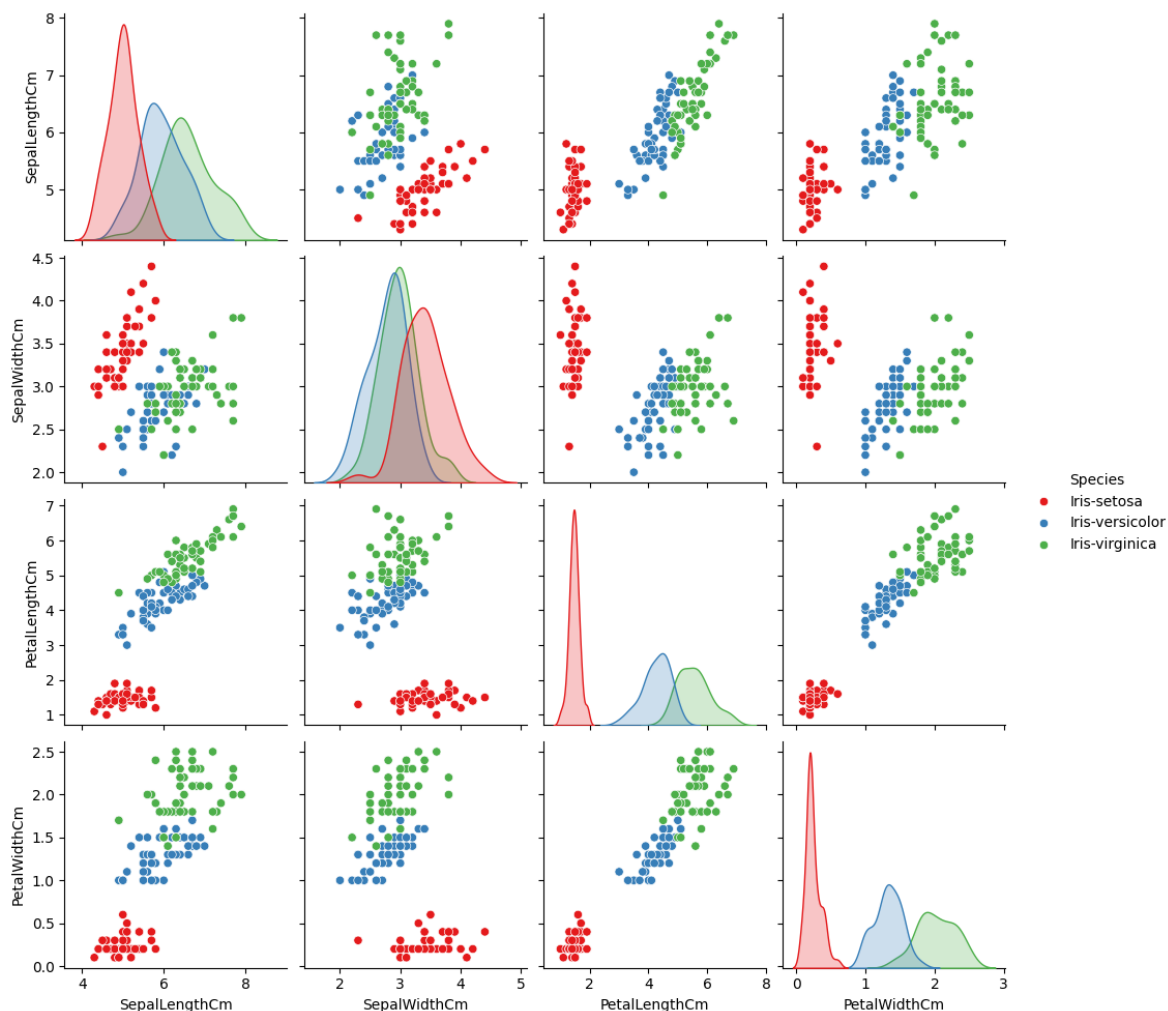 SepalLengthCm
8
7
6
5
SepalWidthCm
4.5
4.0
3.5
3.0
2.5
2.0
Species
Iris-setosa
Iris-versicolor
Iris-virginica
PetalLengthCm
7
6
5
4
3
2
1
PetalWidthCm
2.5
2.0
1.5
1.0
0.5
0.0
4 6 8
2 3 4 5
2 4 6 8
0 1 2 3
SepalLengthCm SepalWidthCm PetalLengthCm PetalWidthCm